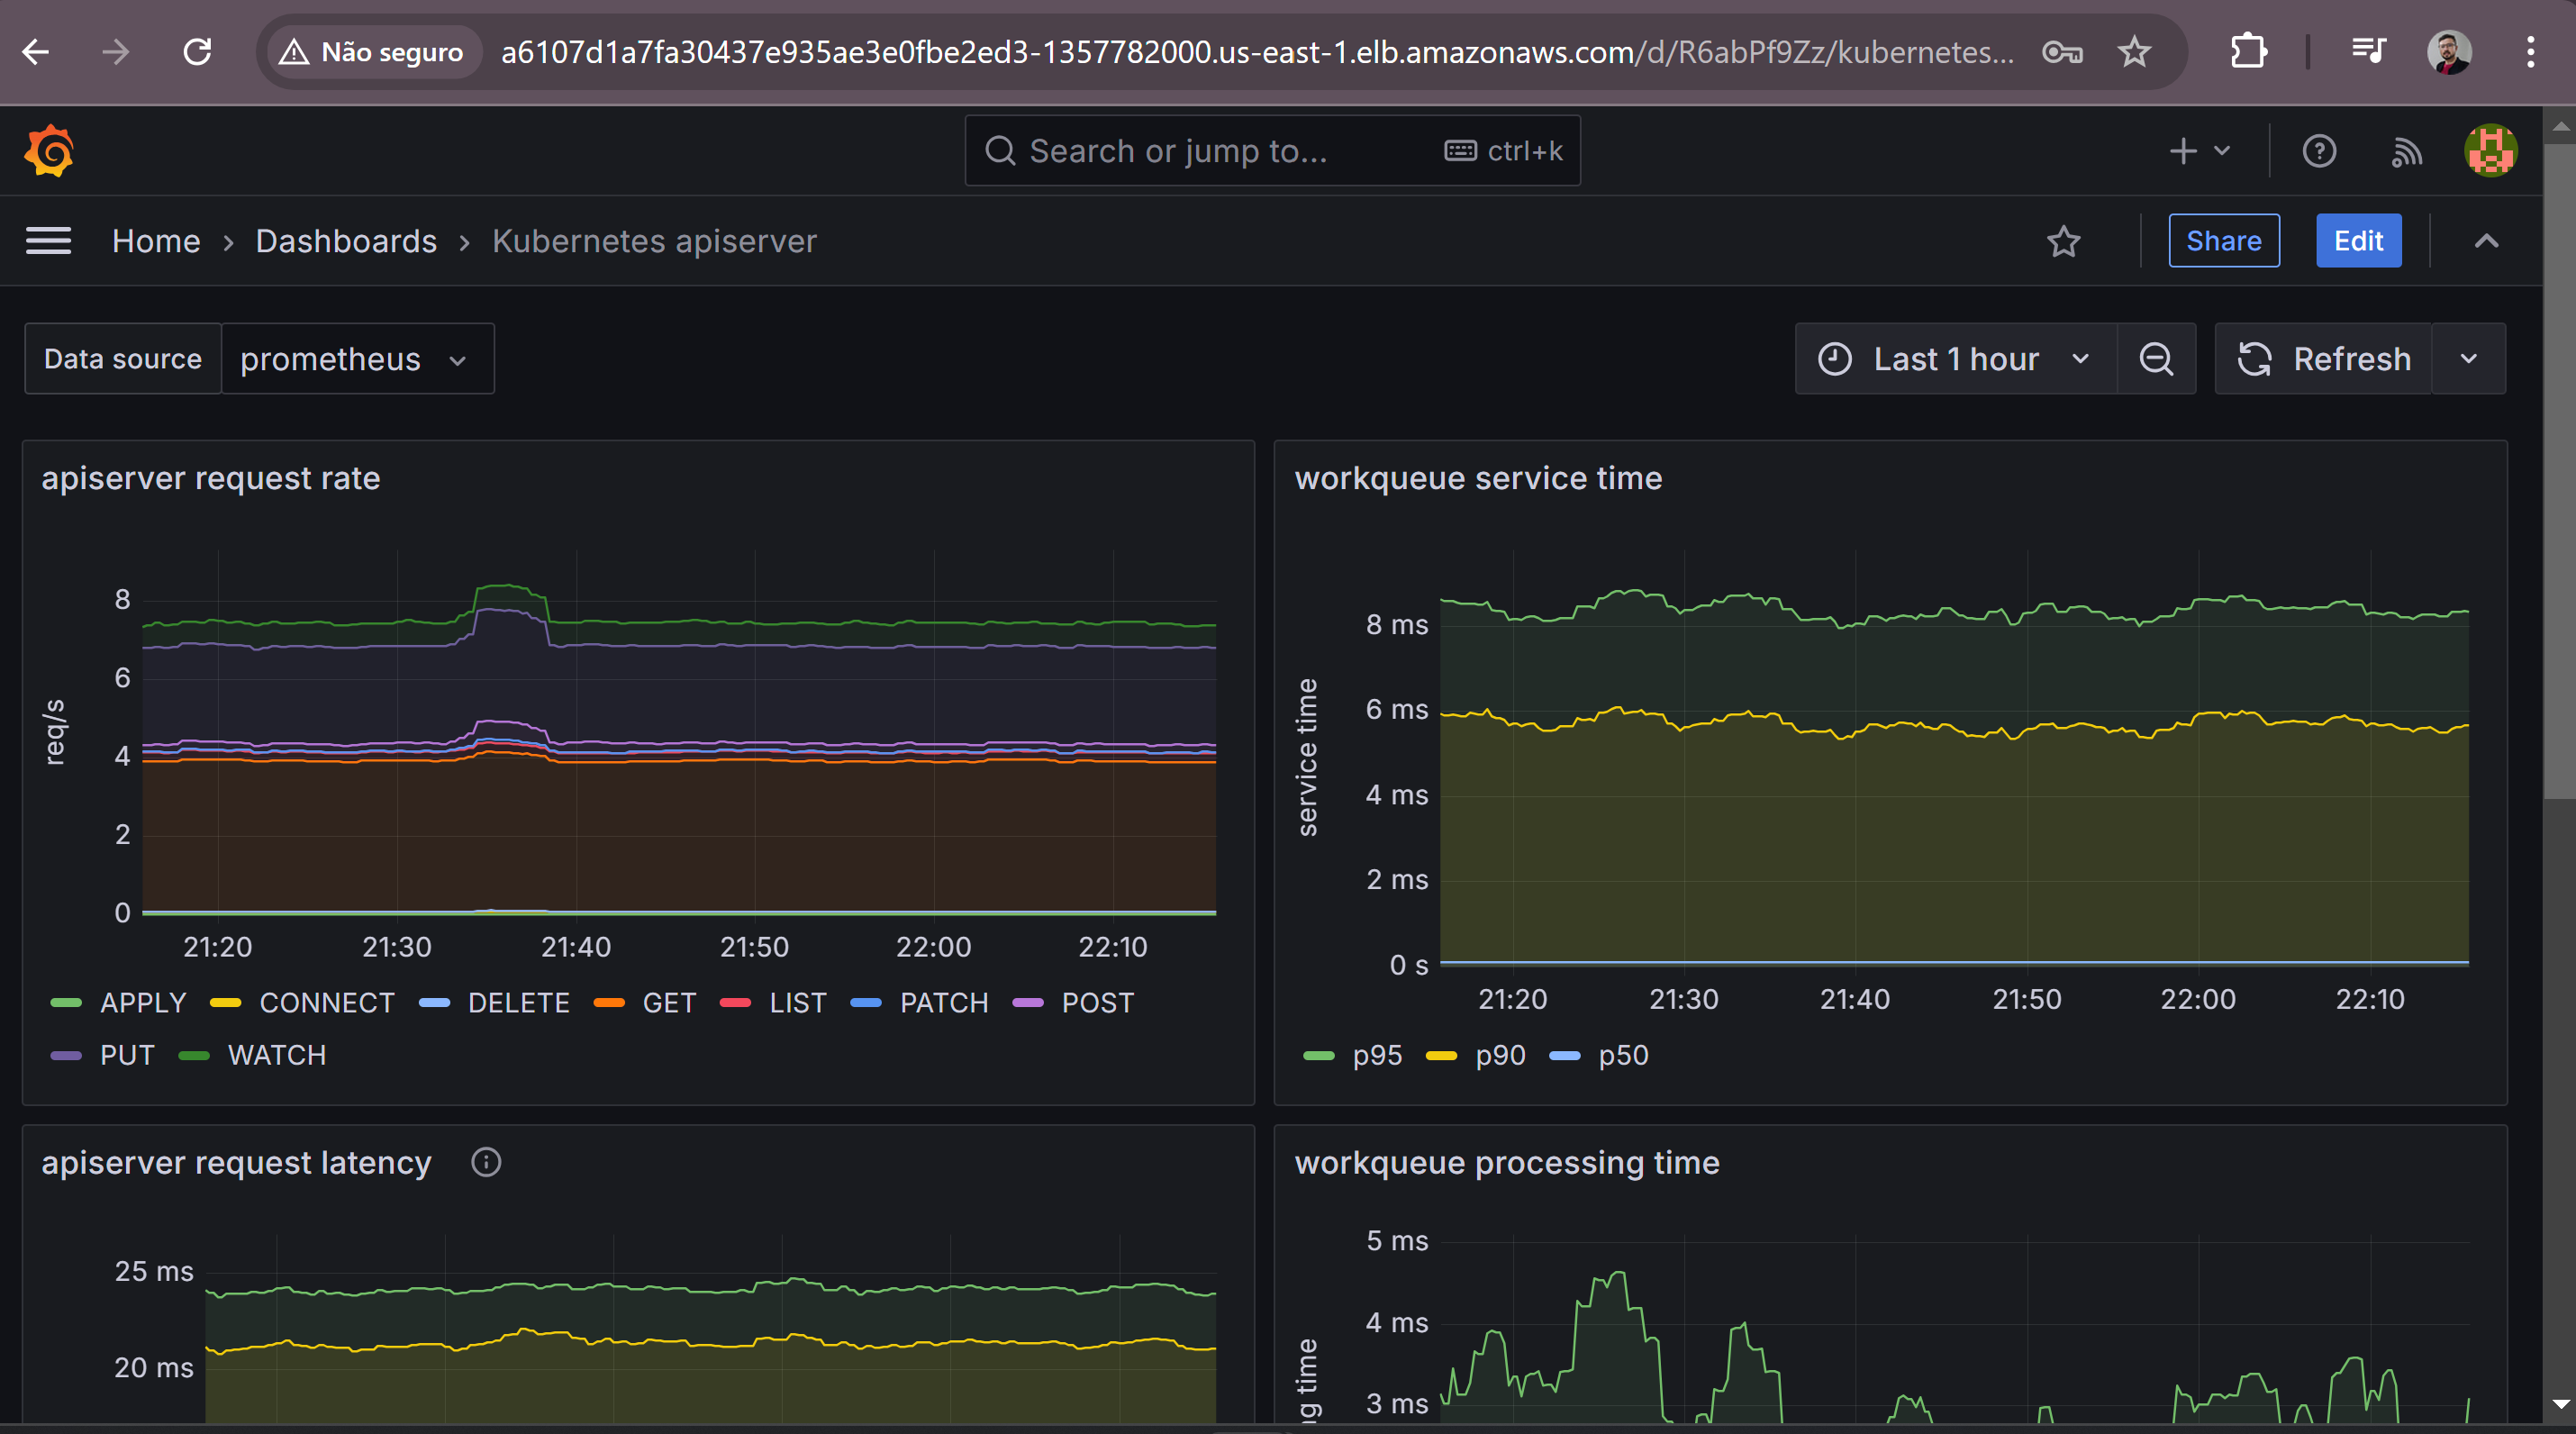 Não seguro a6107d1a7fa30437e935ae3e0fbe2ed3-1357782000.us-east-1.elb.amazonaws.com/d/R6abPf9Zz/kubernetes...
Search or jump to... ctrl+k
Home › Dashboards › Kubernetes apiserver Share Edit
Data source prometheus Last 1 hour Refresh
apiserver request rate
req/s
8
6
4
2
0
21:20 21:30 21:40 21:50 22:00 22:10
APPLY CONNECT DELETE GET LIST PATCH POST
PUT WATCH
workqueue service time
service time
8 ms
6 ms
4 ms
2 ms
0 s
21:20 21:30 21:40 21:50 22:00 22:10
p95 p90 p50
apiserver request latency
25 ms
20 ms
workqueue processing time
5 ms
4 ms
3 ms
time